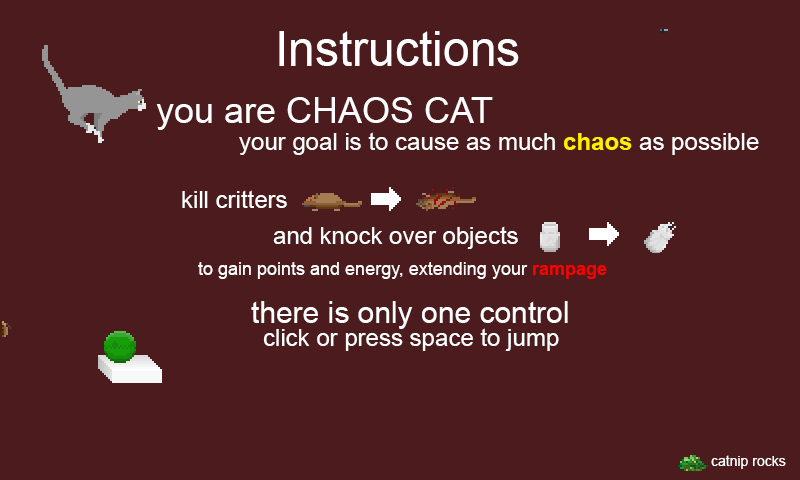 Instructions
you are CHAOS CAT
your goal is to cause as much chaos as possible
kill critters
and knock over objects
to gain points and energy, extending your rampage
there is only one control
click or press space to jump
catnip rocks